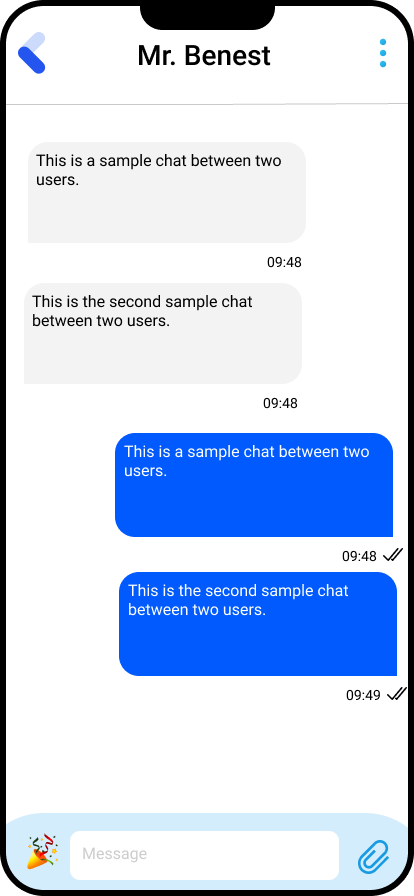 Mr. Benest
This is a sample chat between two
users.
09:48
This is the second sample chat
between two users.
09:48
This is a sample chat between two
users.
09:48
This is the second sample chat
between two users.
09:49
Message